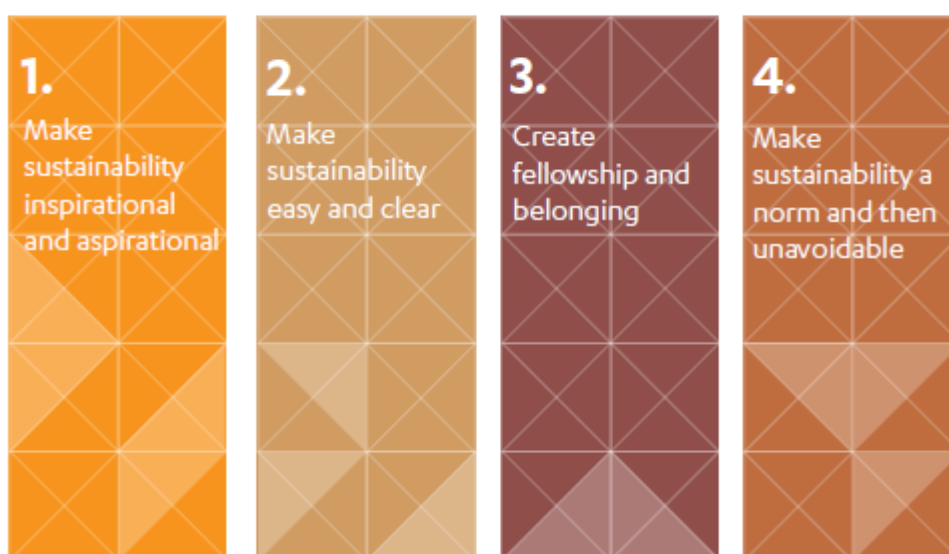 1.
Make
sustainability
inspirational
and aspirational
2.
Make
sustainability
easy and clear
3.
Create
fellowship and
belonging
4.
Make
sustainability a
norm and then
unavoidable